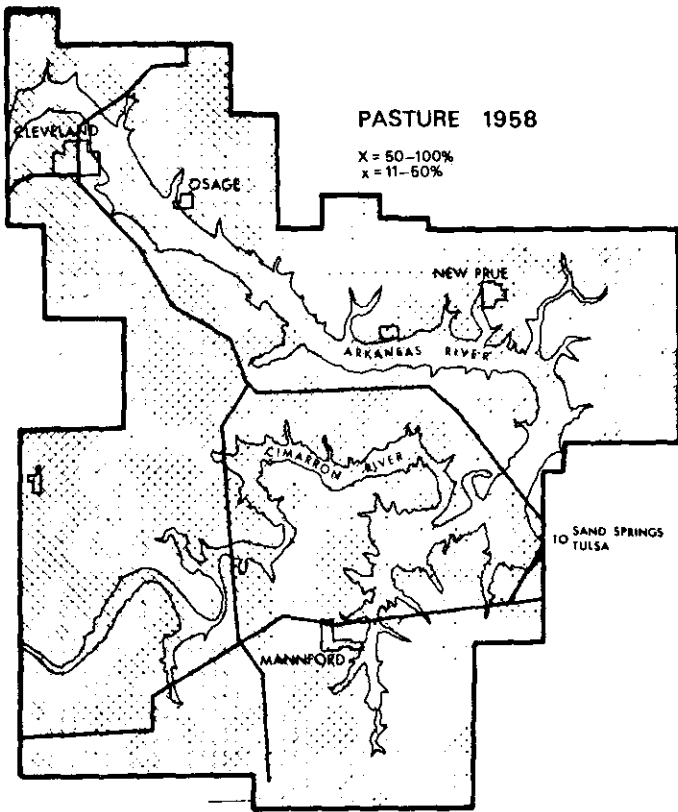 PASTURE 1958
X = 50–100%
x = 11–50%
CLEVELAND
OSAGE
NEW PRUE
ARKANSAS RIVER
CIMARRON RIVER
TO SAND SPRINGS
TULSA
MANNFORD